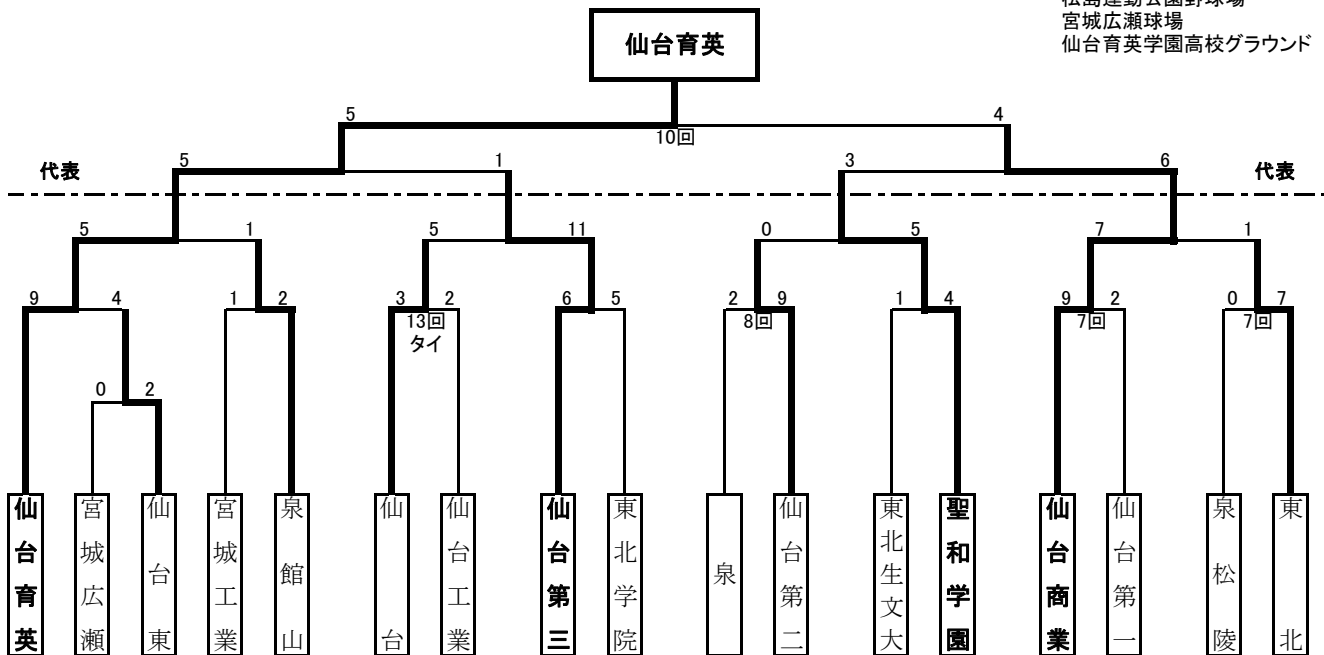 松島運動公園野球場
宮城広瀬球場
仙台育英学園高校グラウンド
仙台育英
5 4
10回
代表 5 1 3 6 代表
5 1 5 11 0 5 7 1
9 4 1 2 3 2 6 5 2 9 1 4 9 2 0 7
13回 8回 7回 7回
タイ
0 2
仙台育英
宮城広瀬
仙台東
宮城工業
泉館山
仙台
仙台工業
仙台第三
東北学院
泉
仙台第二
東北生文大
聖和学園
仙台商業
仙台第一
泉松陵
東北